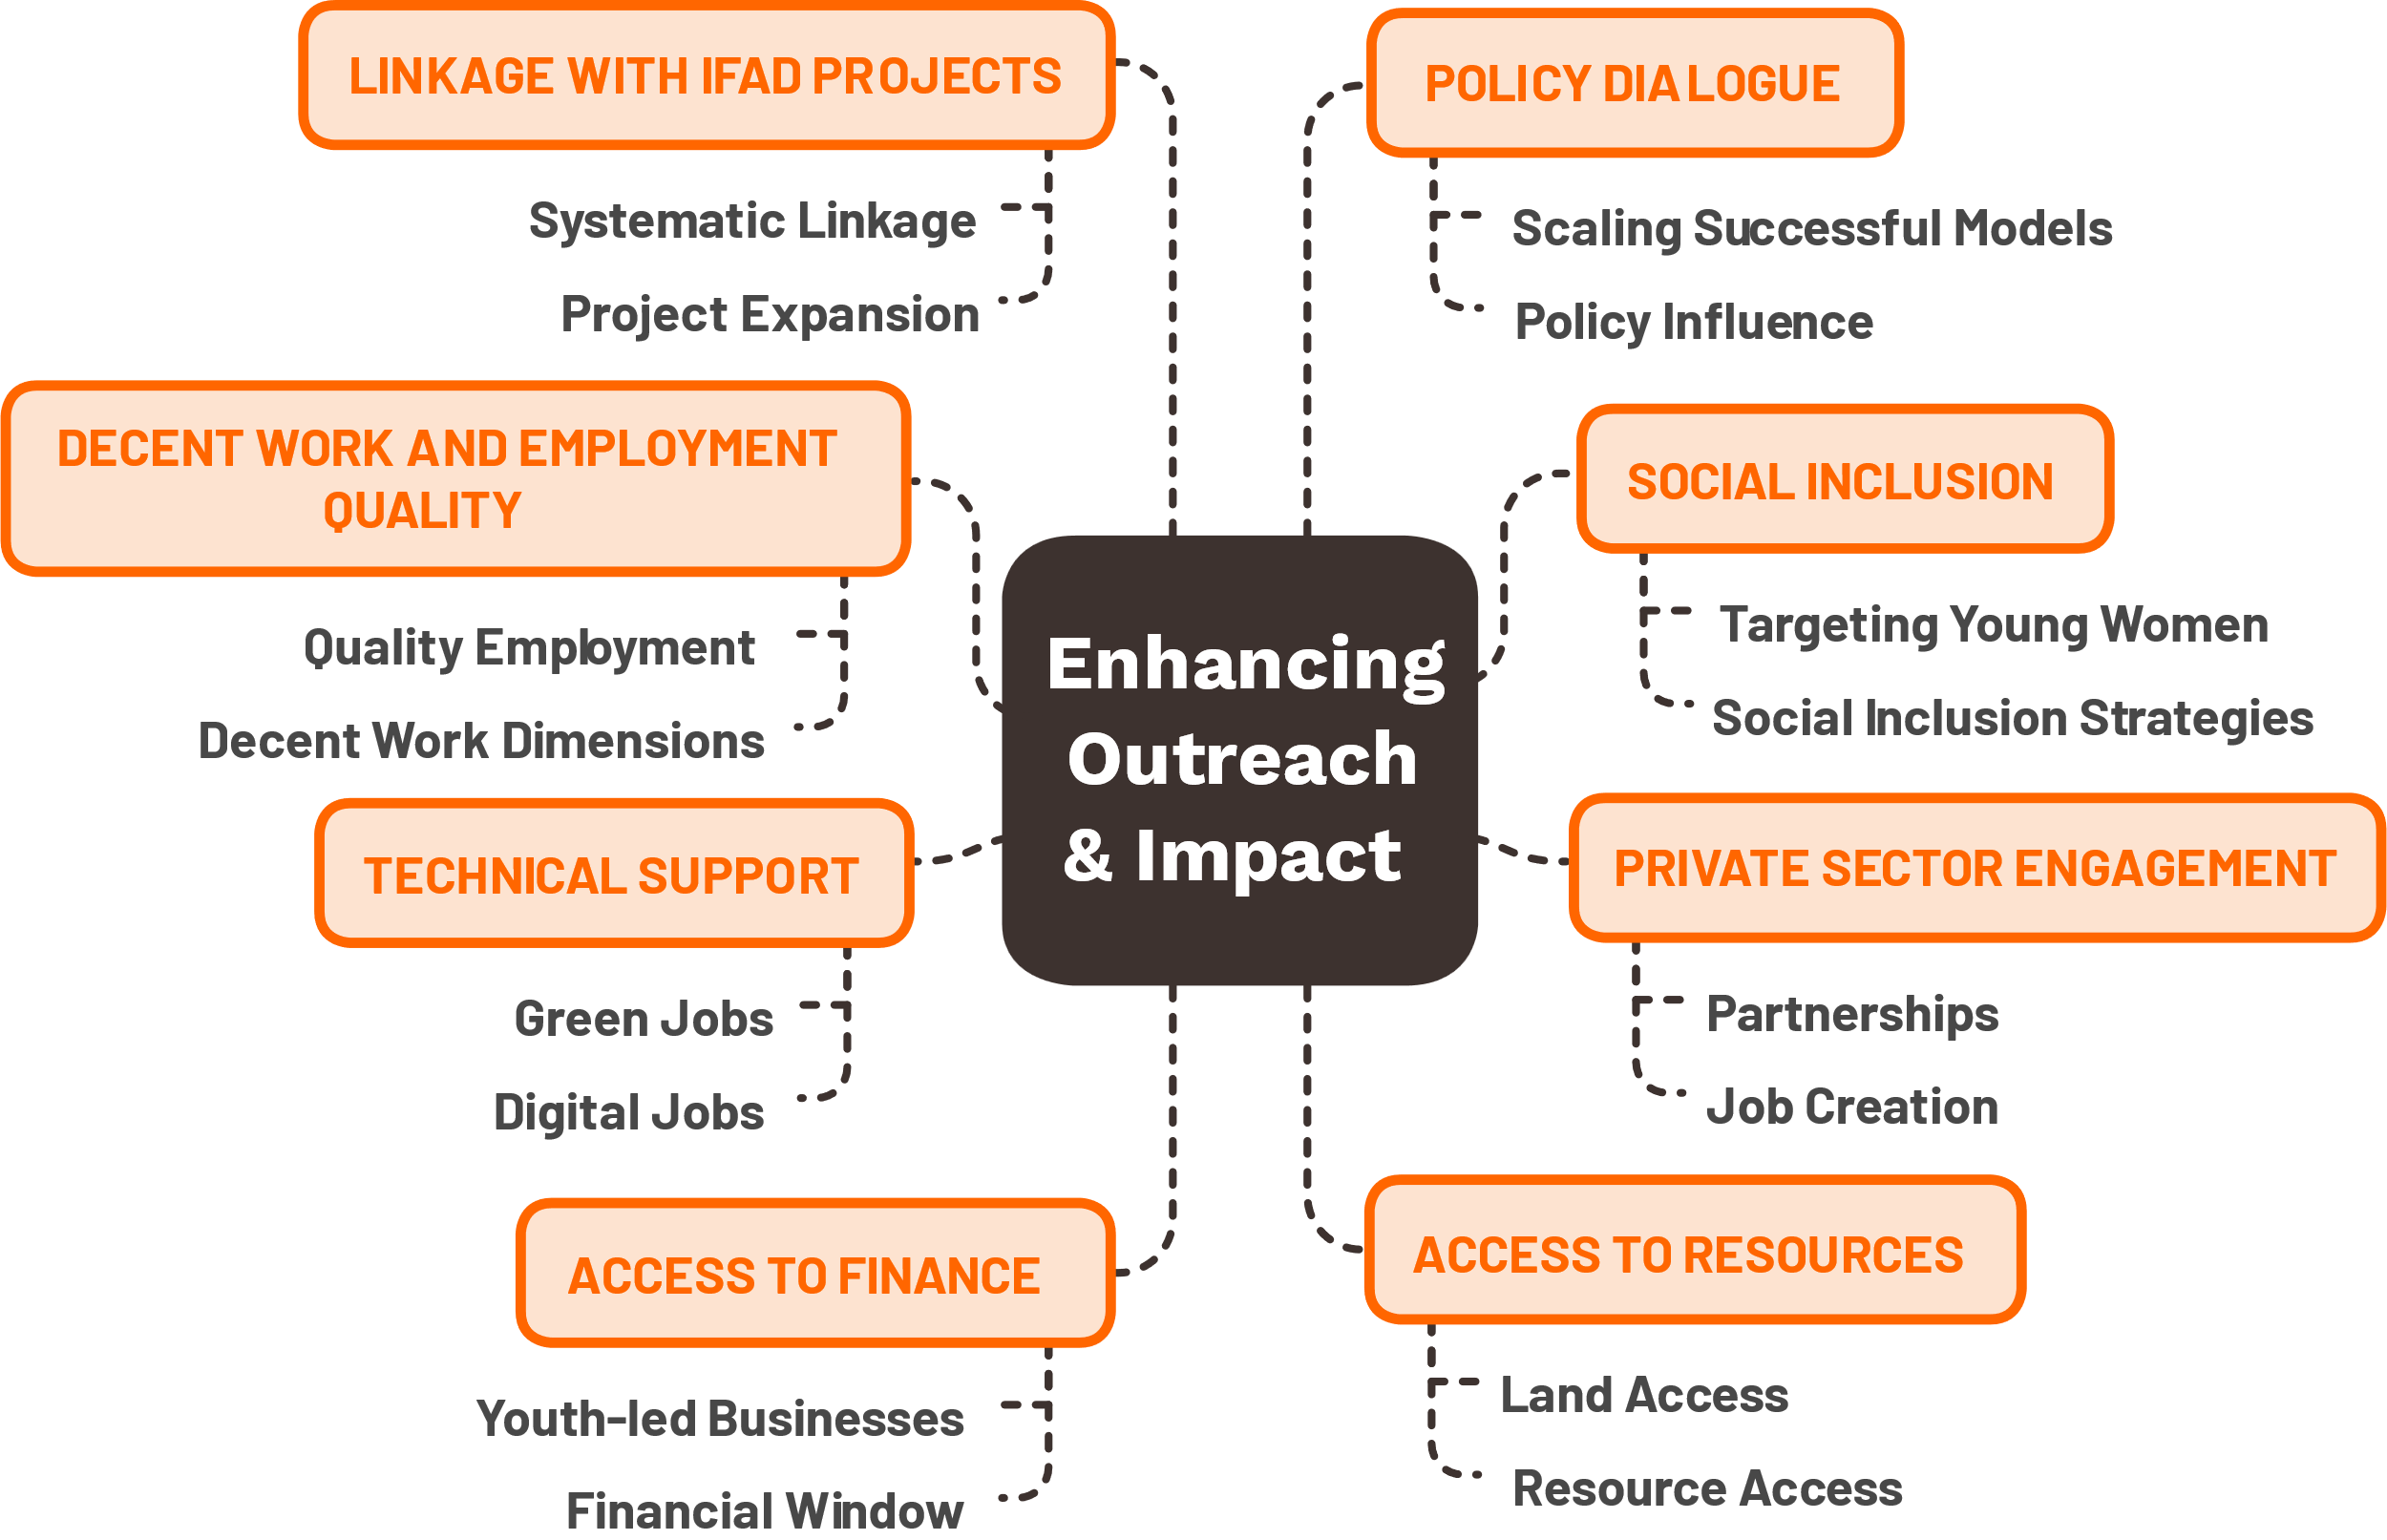 LINKAGE WITH IFAD PROJECTS
Systematic Linkage
Project Expansion
DECENT WORK AND EMPLOYMENT
QUALITY
Quality Employment
Decent Work Dimensions
TECHNICAL SUPPORT
Green Jobs
Digital Jobs
ACCESS TO FINANCE
Youth-led Businesses
Financial Window
Enhancing
Outreach
& Impact
POLICY DIALOGUE
Scaling Successful Models
Policy Influence
SOCIAL INCLUSION
Targeting Young Women
Social Inclusion Strategies
PRIVATE SECTOR ENGAGEMENT
Partnerships
Job Creation
ACCESS TO RESOURCES
Land Access
Resource Access